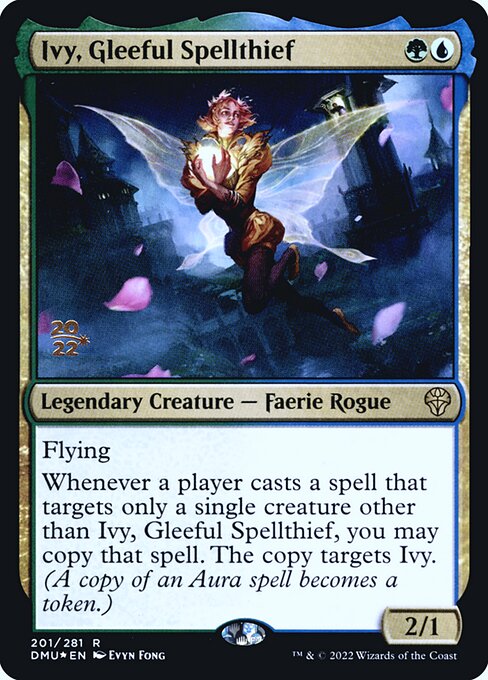 Ivy, Gleeful Spellthief
20
22*
Legendary Creature — Faerie Rogue
Flying
Whenever a player casts a spell that
targets only a single creature other
than Ivy, Gleeful Spellthief, you may
copy that spell. The copy targets Ivy.
(A copy of an Aura spell becomes a
token.)
2/1
201/281 R
DMU★EN Evyn Fong
™ & © 2022 Wizards of the Coast